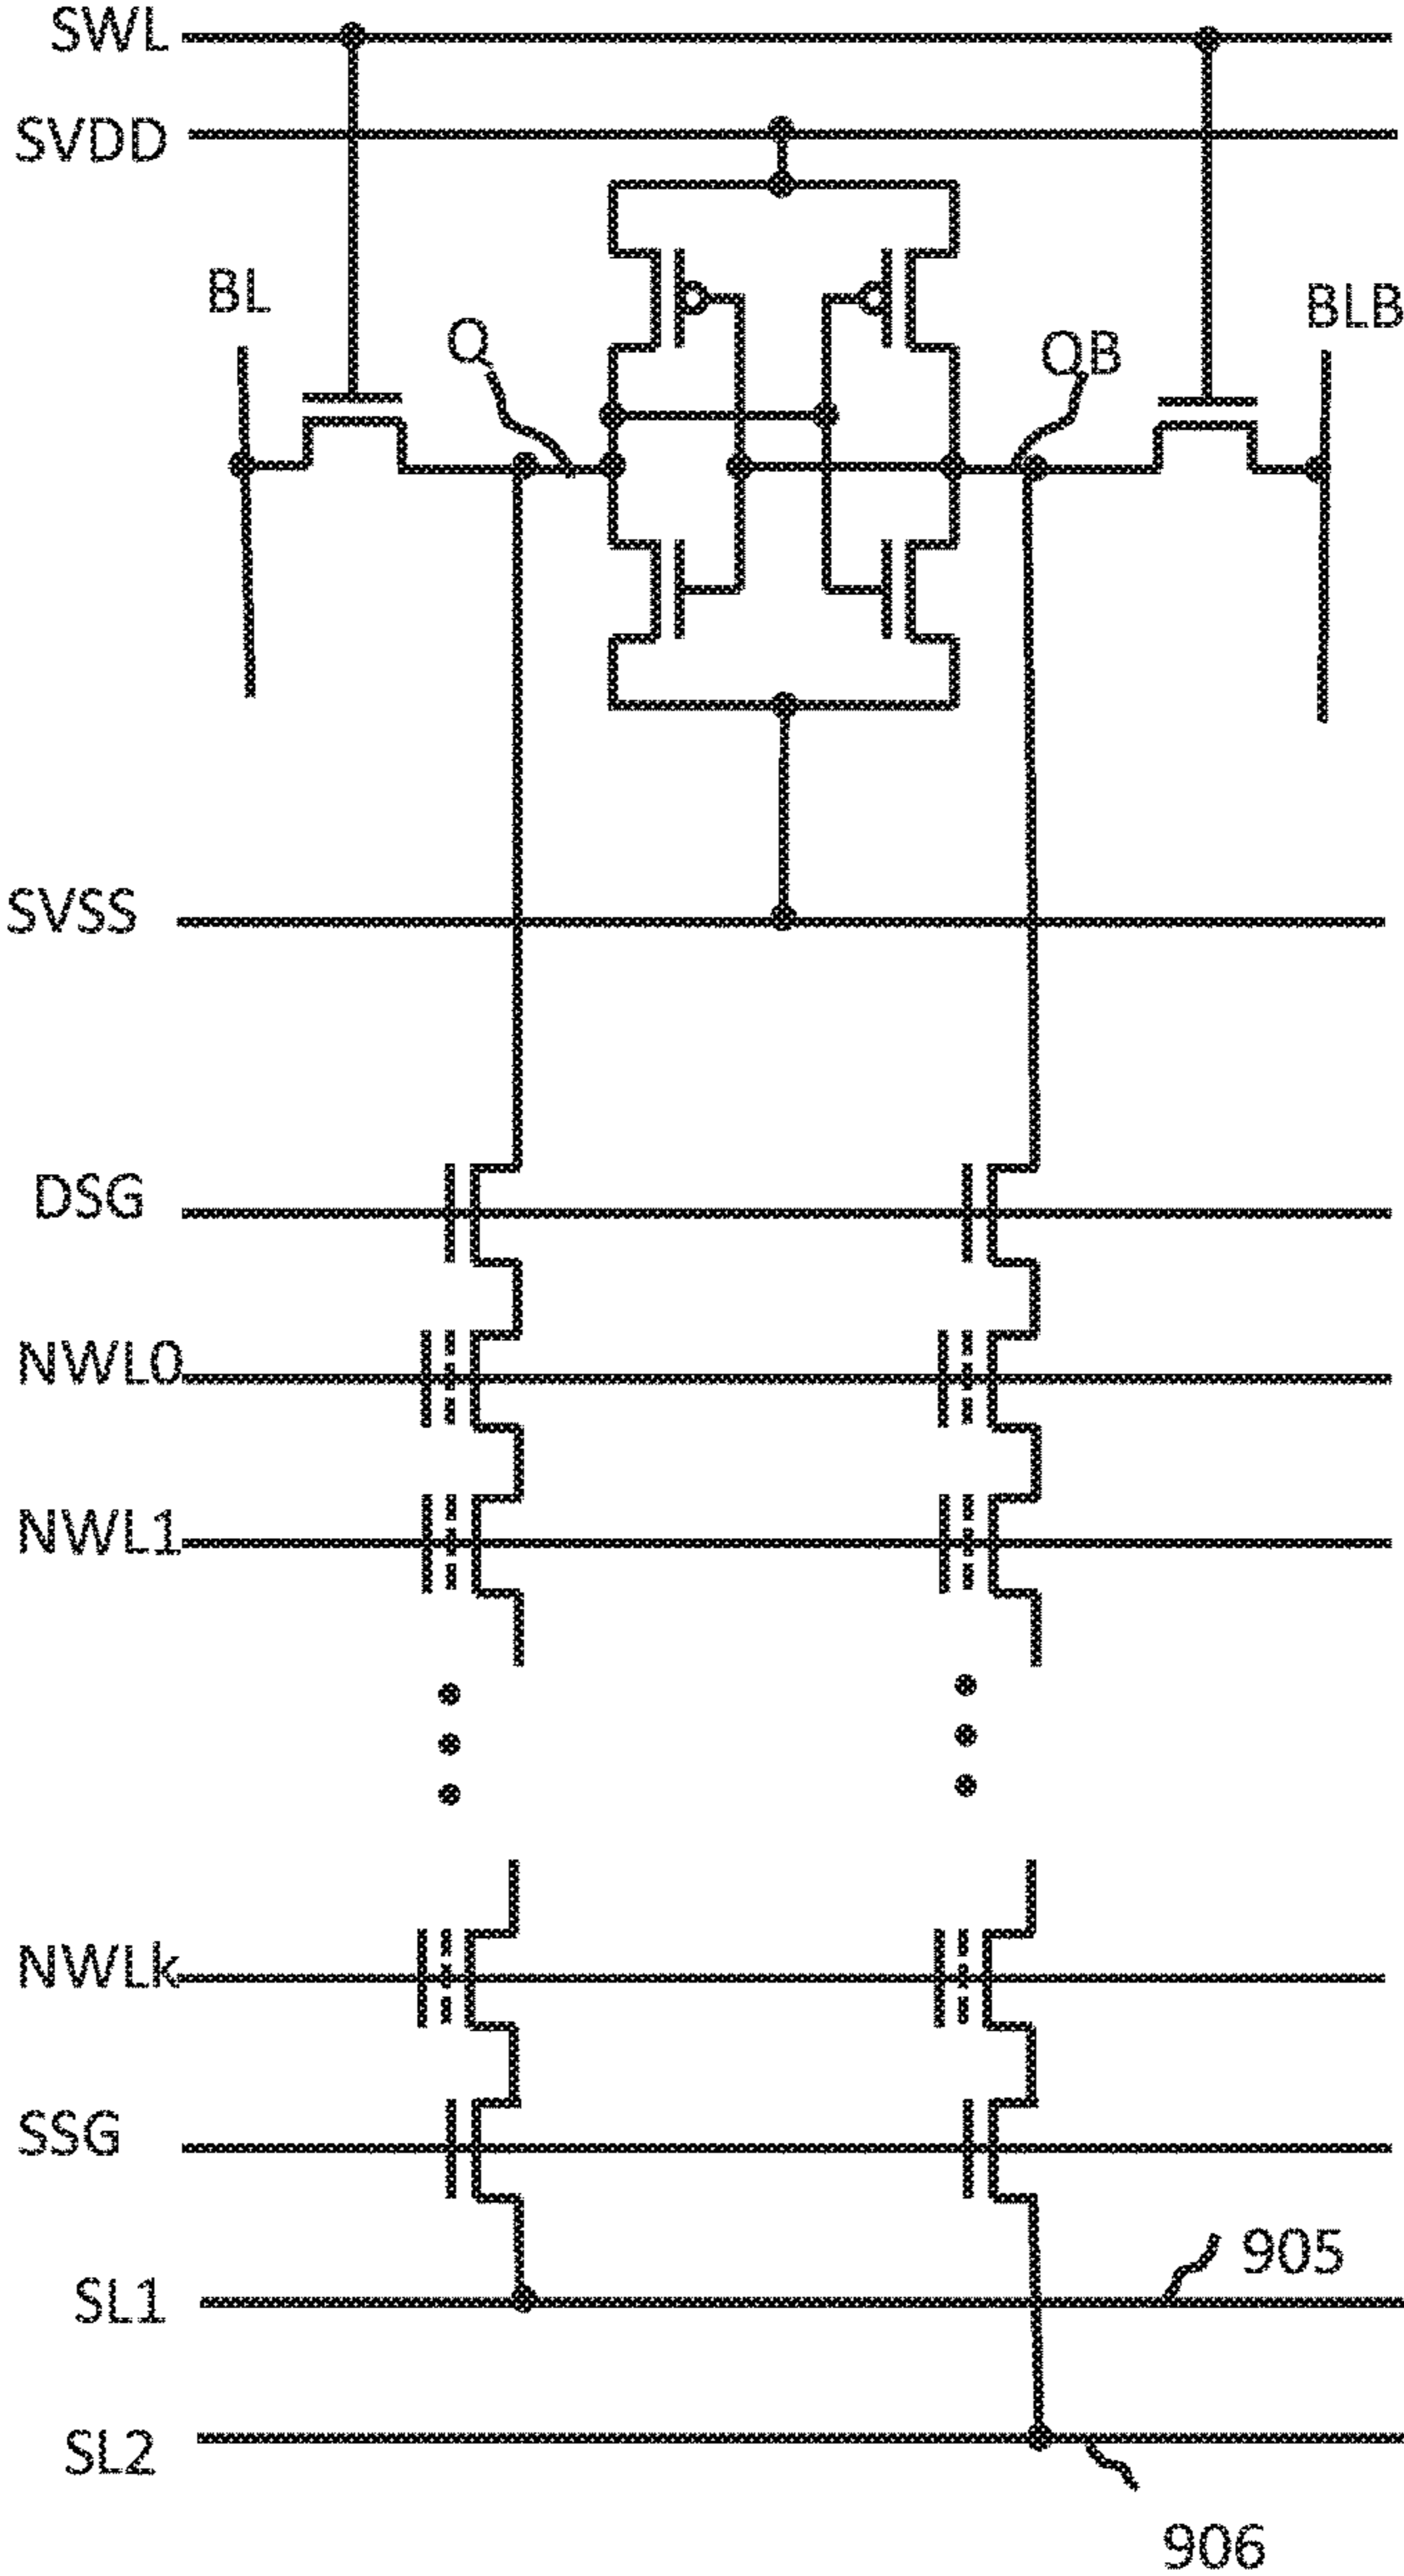 SWL
SVDD
BL
BLB
Q
QB
SVSS
DSG
NWL0
NWL1
NWLk
SSG
905
SL1
SL2
906